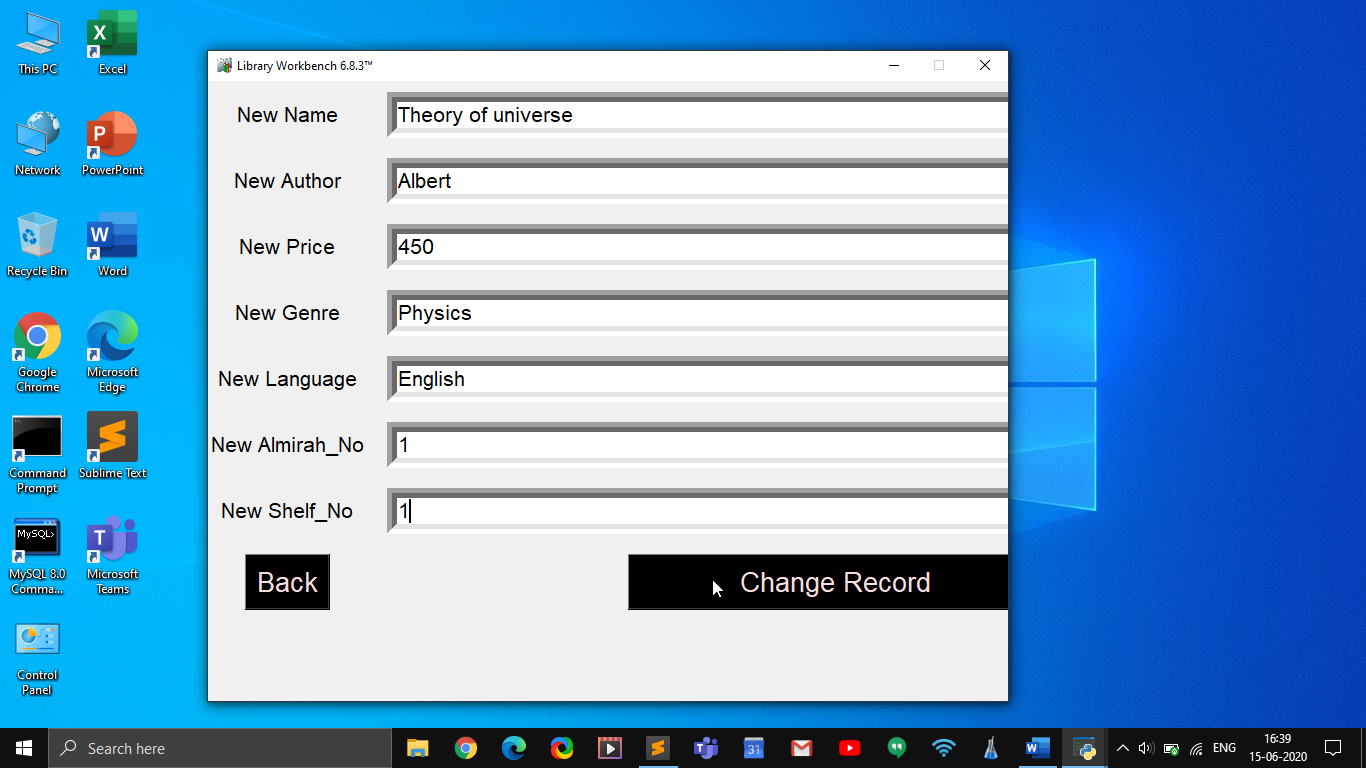 This PC
Excel
Network
PowerPoint
Recycle Bin
Word
Google
Chrome
Microsoft
Edge
Command
Prompt
Sublime Text
MySQL>
MySQL 8.0
Comma...
Microsoft
Teams
Control
Panel
Library Workbench 6.8.3™
New Name
Theory of universe
New Author
Albert
New Price
450
New Genre
Physics
New Language
English
New Almirah_No
1
New Shelf_No
1
Back
Change Record
Search here
31
ENG
16:39
15-06-2020